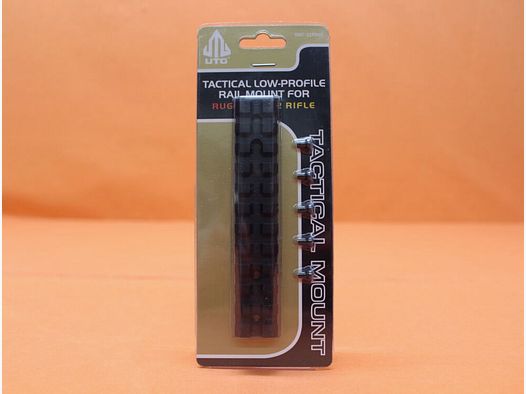 UTG
TACTICAL LOW-PROFILE
RAIL MOUNT FOR
RIFLE
TACTICAL MOUNT